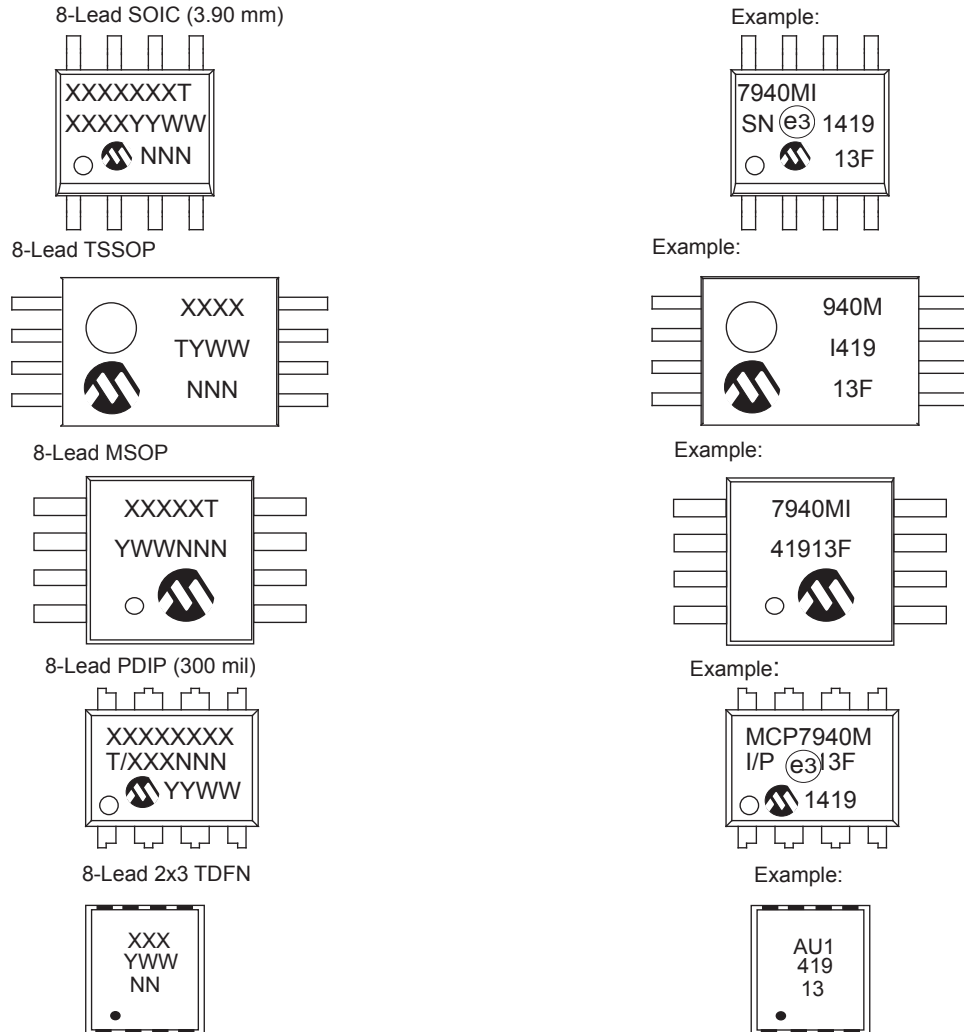 8-Lead SOIC (3.90 mm)
XXXXXXXT
XXXXYYWW
NNN
Example:
7940MI
SN e3 1419
13F
8-Lead TSSOP
XXXX
TYWW
NNN
Example:
940M
I419
13F
8-Lead MSOP
XXXXXT
YWWNNN
Example:
7940MI
41913F
8-Lead PDIP (300 mil)
XXXXXXXX
T/XXXNNN
YYWW
Example:
MCP7940M
I/P e3 13F
1419
8-Lead 2x3 TDFN
XXX
YWW
NN
Example:
AU1
419
13